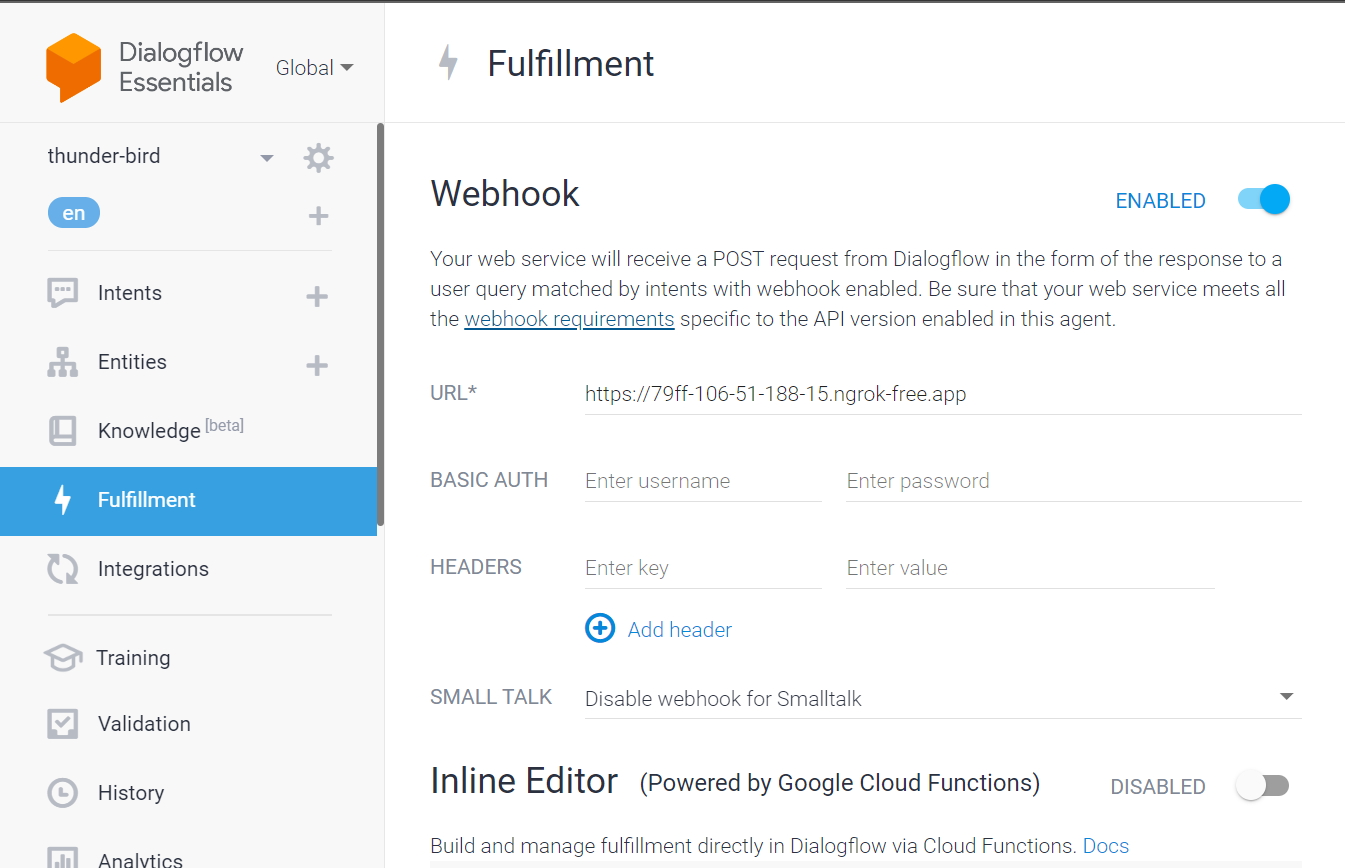 Dialogflow
Essentials
Global
Fulfillment
thunder-bird
en
Intents
Entities
Knowledge [beta]
Fulfillment
Integrations
Training
Validation
History
Analytics
Webhook
ENABLED
Your web service will receive a POST request from Dialogflow in the form of the response to a
user query matched by intents with webhook enabled. Be sure that your web service meets all
the webhook requirements specific to the API version enabled in this agent.
URL* https://79ff-106-51-188-15.ngrok-free.app
BASIC AUTH Enter username Enter password
HEADERS Enter key Enter value
Add header
SMALL TALK Disable webhook for Smalltalk
Inline Editor (Powered by Google Cloud Functions) DISABLED
Build and manage fulfillment directly in Dialogflow via Cloud Functions. Docs